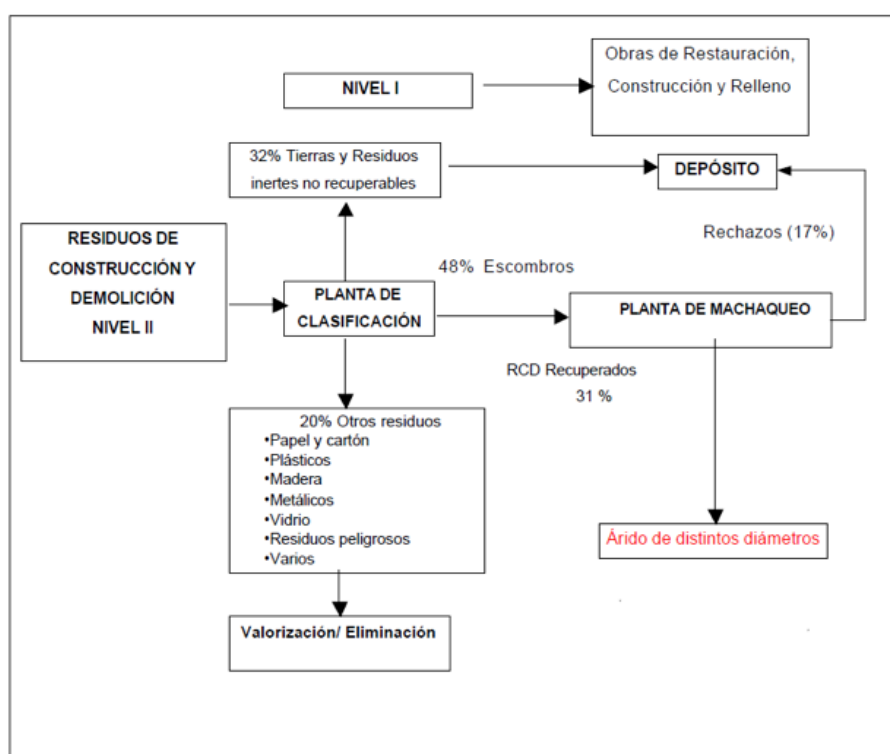 NIVEL I
Obras de Restauración,
Construcción y Relleno
32% Tierras y Residuos
inertes no recuperables
DEPÓSITO
Rechazos (17%)
RESIDUOS DE
CONSTRUCCIÓN Y
DEMOLICIÓN
NIVEL II
PLANTA DE
CLASIFICACIÓN
48% Escombros
PLANTA DE MACHAQUEO
RCD Recuperados
31 %
20% Otros residuos
•Papel y cartón
•Plásticos
•Madera
•Metálicos
•Vidrio
•Residuos peligrosos
•Varios
Árido de distintos diámetros
Valorización/ Eliminación